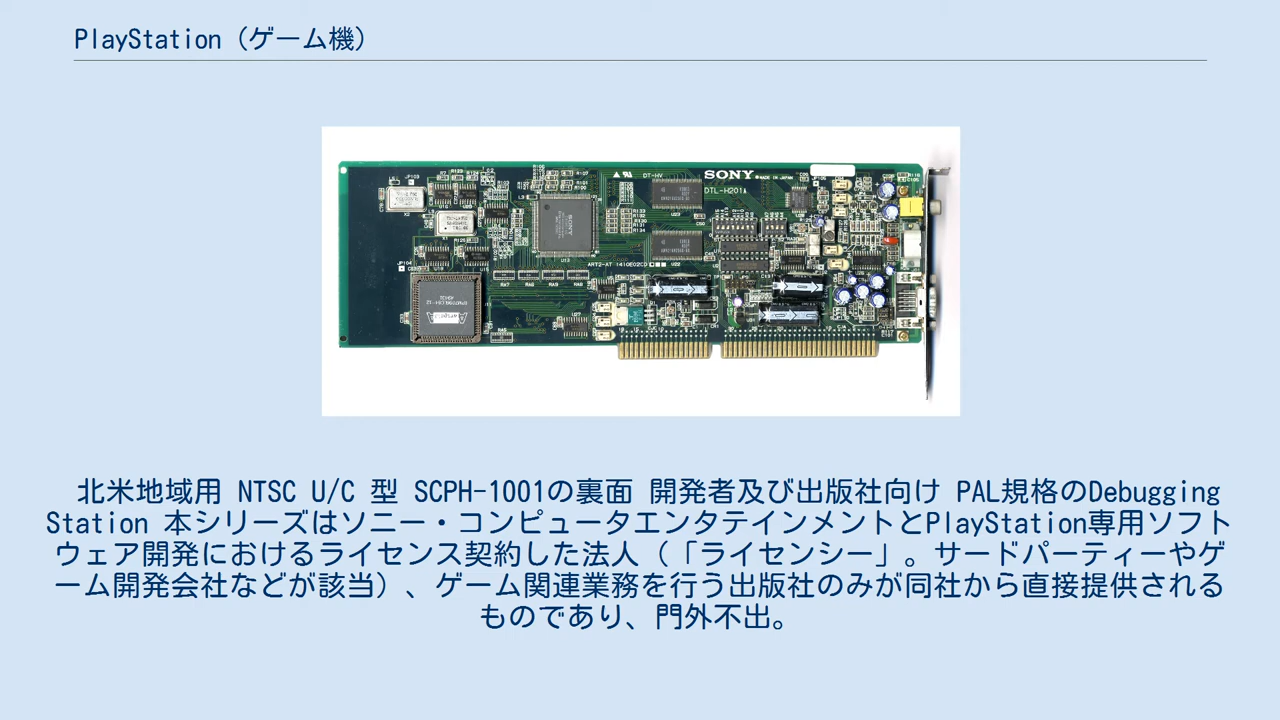 PlayStation（ゲーム機）
SONY
MADE IN JAPAN
DT-HV
DTL-H201A
ART2-AT 1410E02CD
北米地域用 NTSC U/C 型 SCPH-1001の裏面 開発者及び出版社向け PAL規格のDebugging
Station 本シリーズはソニー・コンピュータエンタテインメントとPlayStation専用ソフト
ウェア開発におけるライセンス契約した法人（「ライセンシー」。サードパーティーやゲ
ーム開発会社などが該当）、ゲーム関連業務を行う出版社のみが同社から直接提供される
ものであり、門外不出。